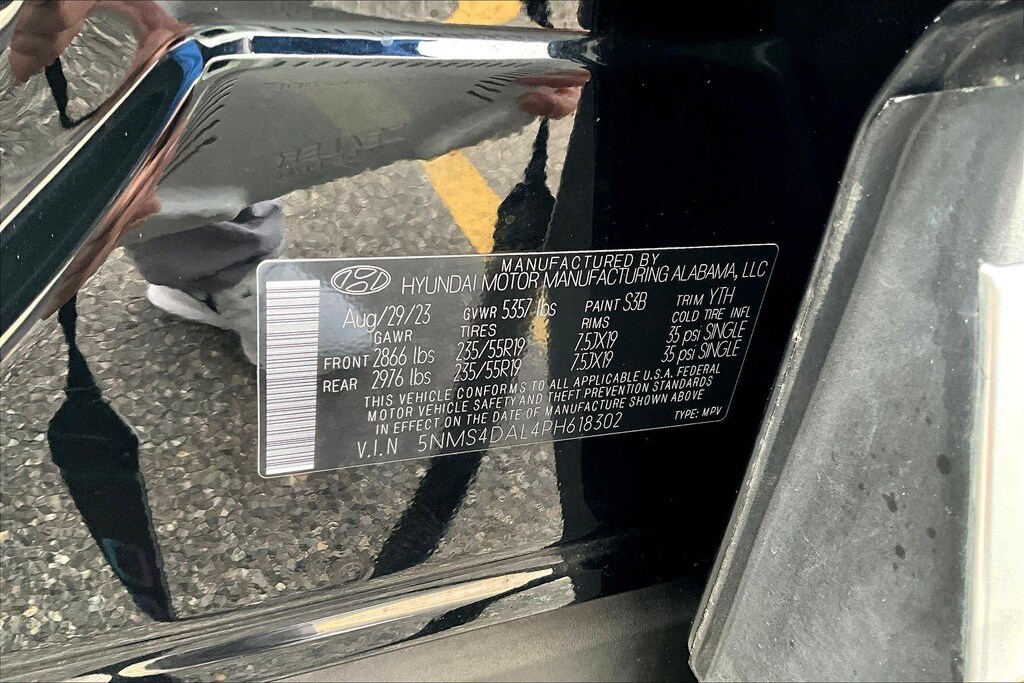 MANUFACTURED BY
HYUNDAI MOTOR MANUFACTURING ALABAMA, LLC
Aug/29/23 GVWR 5357 lbs PAINT S3B TRIM YTH
GAWR TIRES RIMS COLD TIRE INFL
FRONT 2866 lbs 235/55R19 7.5JX19 35 psi SINGLE
REAR 2976 lbs 235/55R19 7.5JX19 35 psi SINGLE
THIS VEHICLE CONFORMS TO ALL APPLICABLE U.S.A. FEDERAL
MOTOR VEHICLE SAFETY AND THEFT PREVENTION STANDARDS
IN EFFECT ON THE DATE OF MANUFACTURE SHOWN ABOVE
V.I.N 5NMS4DAL4PH618302 TYPE: MPV